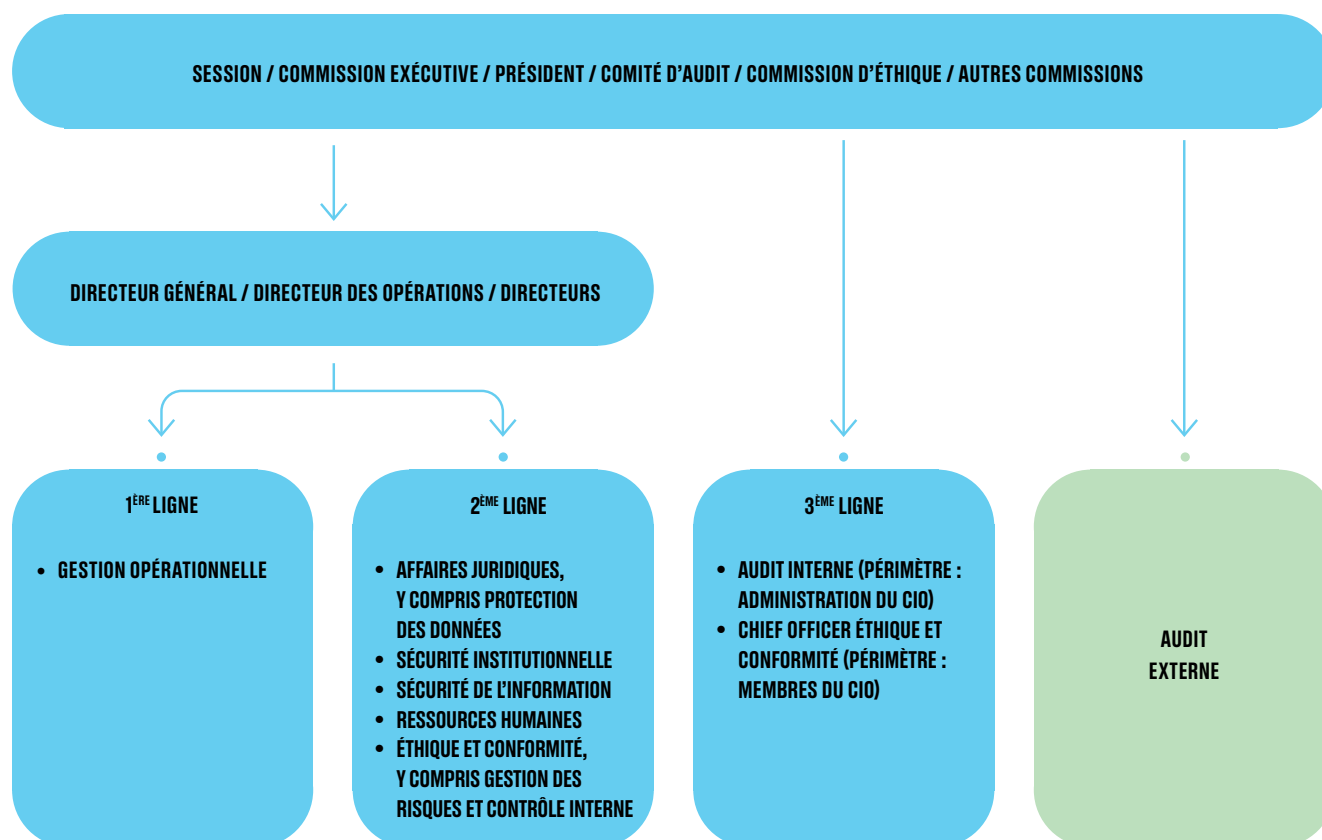 SESSION / COMMISSION EXÉCUTIVE / PRÉSIDENT / COMITÉ D'AUDIT / COMMISSION D'ÉTHIQUE / AUTRES COMMISSIONS
DIRECTEUR GÉNÉRAL / DIRECTEUR DES OPÉRATIONS / DIRECTEURS
1ÈRE LIGNE
• GESTION OPÉRATIONNELLE
2ÈME LIGNE
• AFFAIRES JURIDIQUES,
Y COMPRIS PROTECTION
DES DONNÉES
• SÉCURITÉ INSTITUTIONNELLE
• SÉCURITÉ DE L'INFORMATION
• RESSOURCES HUMAINES
• ÉTHIQUE ET CONFORMITÉ,
Y COMPRIS GESTION DES
RISQUES ET CONTRÔLE INTERNE
3ÈME LIGNE
• AUDIT INTERNE (PÉRIMÈTRE :
ADMINISTRATION DU CIO)
• CHIEF OFFICER ÉTHIQUE ET
CONFORMITÉ (PÉRIMÈTRE :
MEMBRES DU CIO)
AUDIT
EXTERNE